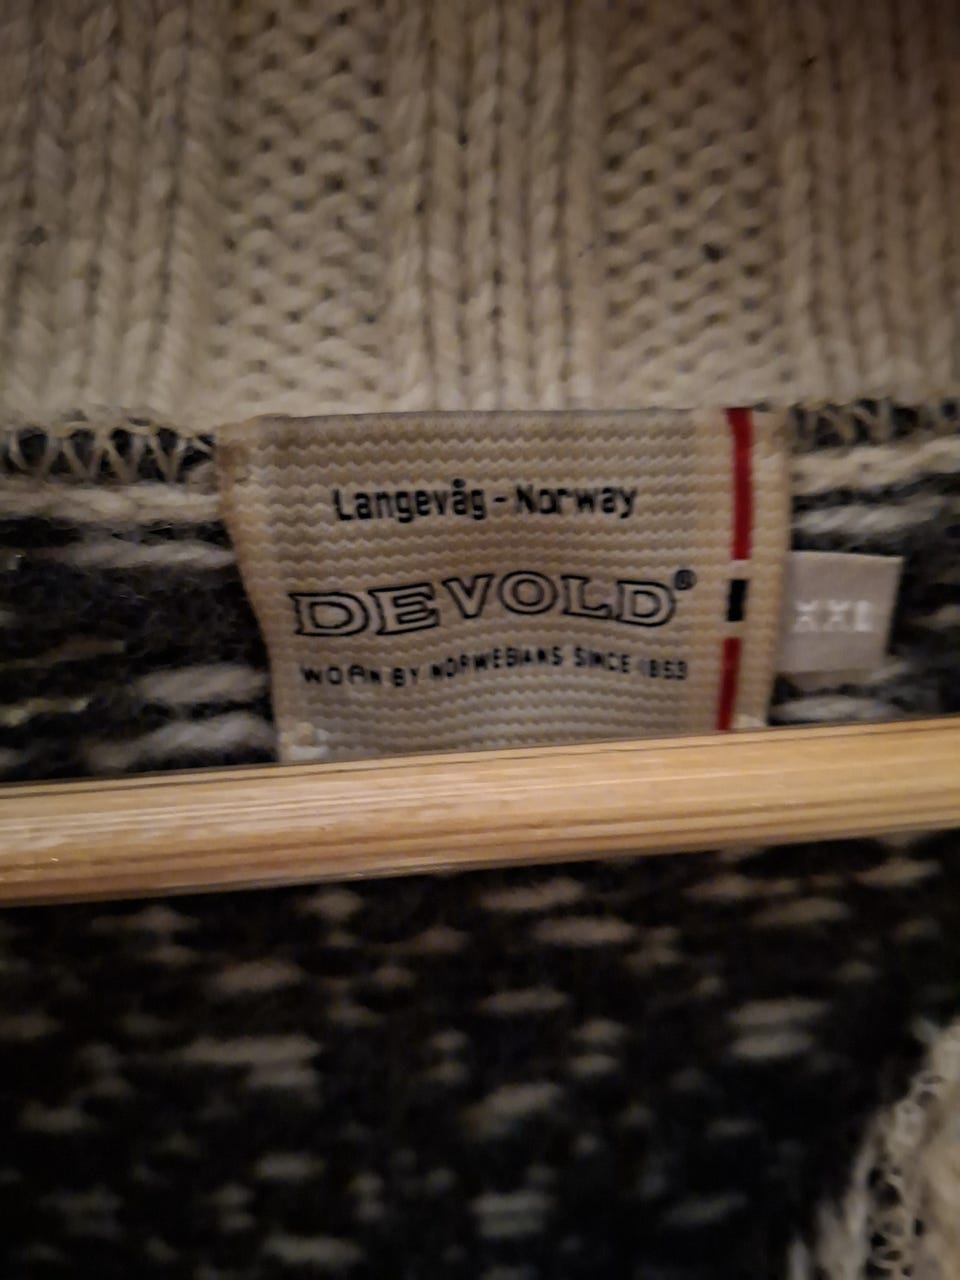 Langevåg - Norway
DEVOLD®
WORN BY NORWEGIANS SINCE 1853
XXL